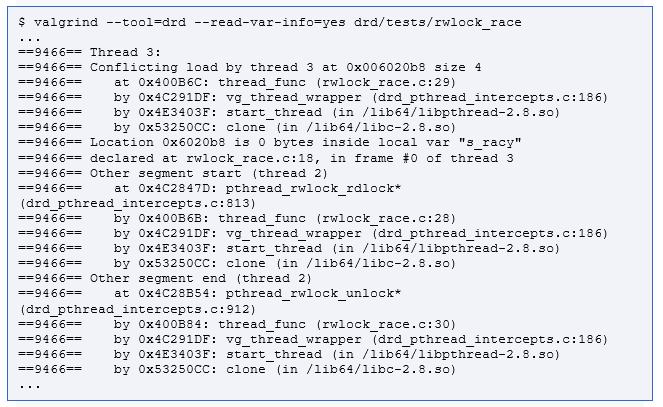 $ valgrind --tool=drd --read-var-info=yes drd/tests/rwlock_race
...
==9466== Thread 3:
==9466== Conflicting load by thread 3 at 0x006020b8 size 4
==9466==    at 0x400B6C: thread_func (rwlock_race.c:29)
==9466==    by 0x4C291DF: vg_thread_wrapper (drd_pthread_intercepts.c:186)
==9466==    by 0x4E3403F: start_thread (in /lib64/libpthread-2.8.so)
==9466==    by 0x53250CC: clone (in /lib64/libc-2.8.so)
==9466== Location 0x6020b8 is 0 bytes inside local var "s_racy"
==9466== declared at rwlock_race.c:18, in frame #0 of thread 3
==9466== Other segment start (thread 2)
==9466==    at 0x4C2847D: pthread_rwlock_rdlock*
(drd_pthread_intercepts.c:813)
==9466==    by 0x400B6B: thread_func (rwlock_race.c:28)
==9466==    by 0x4C291DF: vg_thread_wrapper (drd_pthread_intercepts.c:186)
==9466==    by 0x4E3403F: start_thread (in /lib64/libpthread-2.8.so)
==9466==    by 0x53250CC: clone (in /lib64/libc-2.8.so)
==9466== Other segment end (thread 2)
==9466==    at 0x4C28B54: pthread_rwlock_unlock*
(drd_pthread_intercepts.c:912)
==9466==    by 0x400B84: thread_func (rwlock_race.c:30)
==9466==    by 0x4C291DF: vg_thread_wrapper (drd_pthread_intercepts.c:186)
==9466==    by 0x4E3403F: start_thread (in /lib64/libpthread-2.8.so)
==9466==    by 0x53250CC: clone (in /lib64/libc-2.8.so)
...